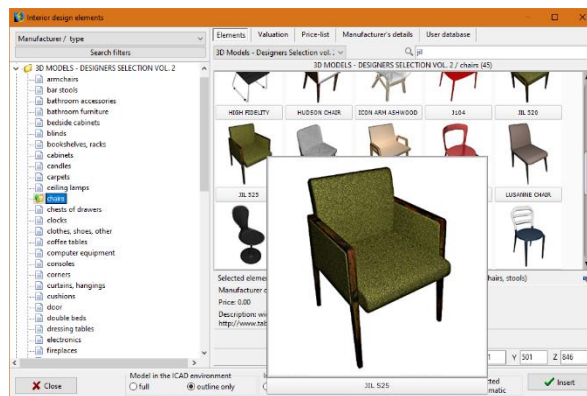 Interior design elements
Manufacturer / type
Search filters
3D MODELS - DESIGNERS SELECTION VOL. 2
armchairs
bar stools
bathroom accessories
bathroom furniture
bedside cabinets
blinds
bookshelves, racks
cabinets
candles
carpets
ceiling lamps
chairs
chests of drawers
clocks
clothes, shoes, other
coffee tables
computer equipment
consoles
corners
curtains, hangings
cushions
door
double beds
dressing tables
electronics
fireplaces
Elements Valuation Price-list Manufacturer's details User database
3D Models - Designers Selection vol. jil
3D MODELS - DESIGNERS SELECTION VOL. 2 / chairs (45)
HIGH FIDELITY HUDSON CHAIR ICON ARM ASHWOOD J104 JIL 520
JIL 525 LUSANNE CHAIR
Selected eleme hairs, stools)
Manufacturer c
Price: 0.00
Description: wi
http://www.tab
1 Y 501 Z 846
JIL 525
Close
Model in the ICAD environment
full outline only
cted
matic
Insert